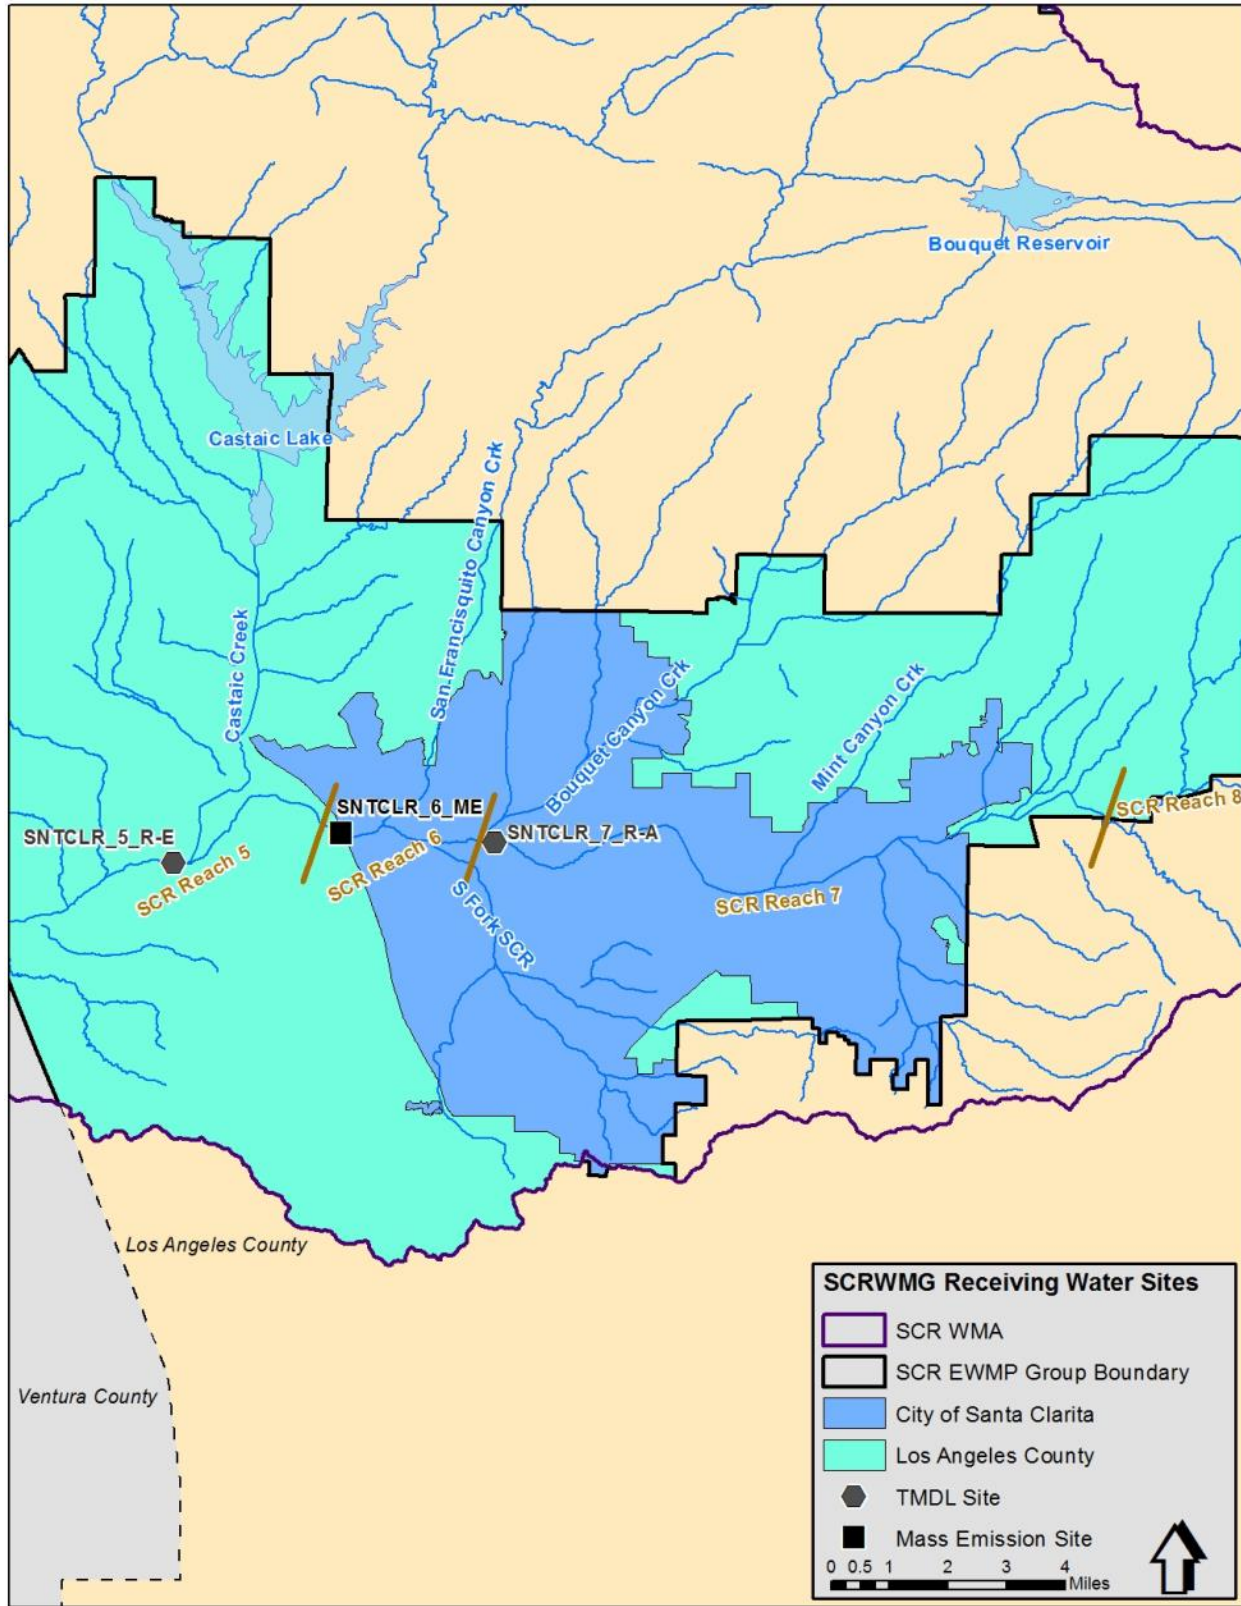 Bouquet Reservoir
Castaic Lake
San Francisquito Canyon Crk
Castaic Creek
Bouquet Canyon Crk
Mint Canyon Crk
SNTCLR_6_ME
SCR Reach 8
SNTCLR_5_R-E
SCR Reach 5
SCR Reach 6
SNTCLR_7_R-A
S Fork SCR
SCR Reach 7
Los Angeles County
Ventura County
SCRWMG Receiving Water Sites
SCR WMA
SCR EWMP Group Boundary
City of Santa Clarita
Los Angeles County
TMDL Site
Mass Emission Site
0 0.5 1 2 3 4
Miles